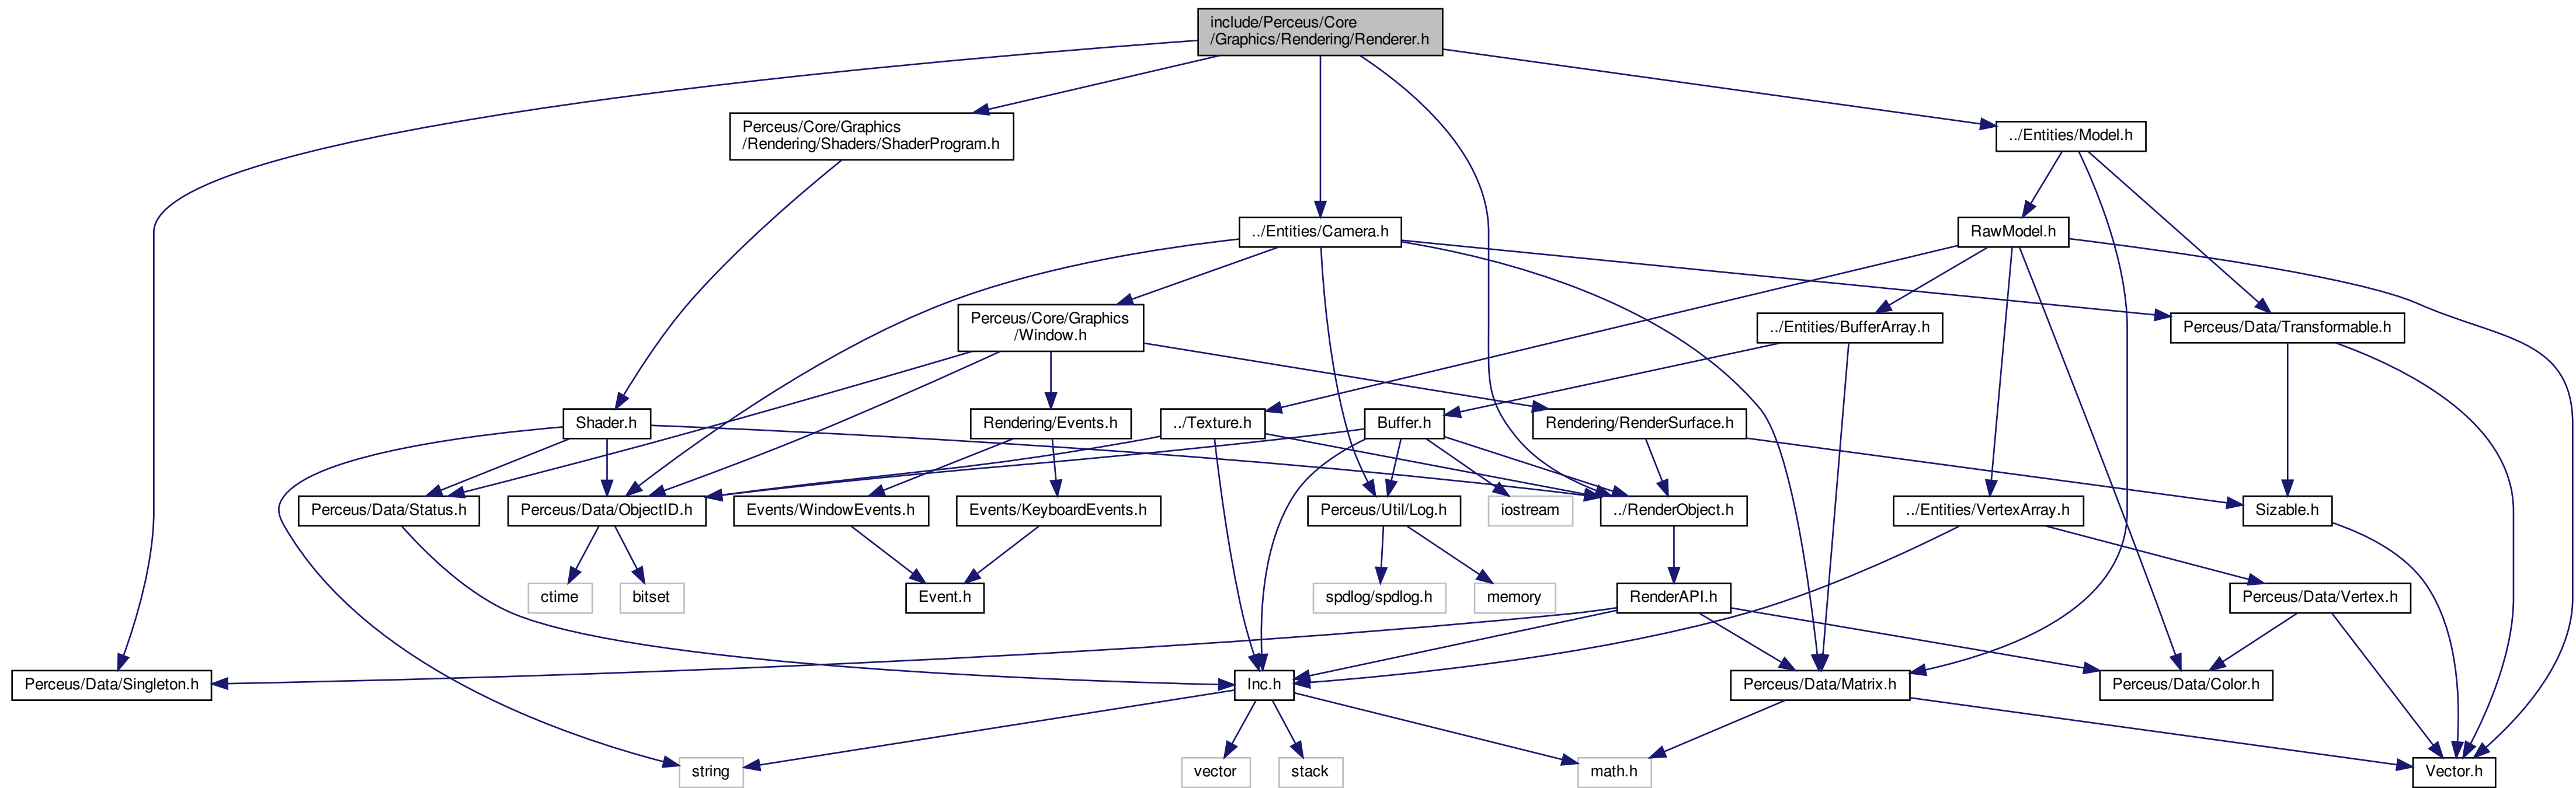 include/Perceus/Core
/Graphics/Rendering/Renderer.h
Perceus/Core/Graphics
/Rendering/Shaders/ShaderProgram.h
../Entities/Model.h
../Entities/Camera.h
RawModel.h
Perceus/Core/Graphics
/Window.h
../Entities/BufferArray.h
Perceus/Data/Transformable.h
Shader.h
Rendering/Events.h
../Texture.h
Buffer.h
Rendering/RenderSurface.h
Perceus/Data/Status.h
Perceus/Data/ObjectID.h
Events/WindowEvents.h
Events/KeyboardEvents.h
Perceus/Util/Log.h
iostream
../RenderObject.h
../Entities/VertexArray.h
Sizable.h
ctime
bitset
Event.h
spdlog/spdlog.h
memory
RenderAPI.h
Perceus/Data/Vertex.h
Perceus/Data/Singleton.h
Inc.h
Perceus/Data/Matrix.h
Perceus/Data/Color.h
string
vector
stack
math.h
Vector.h